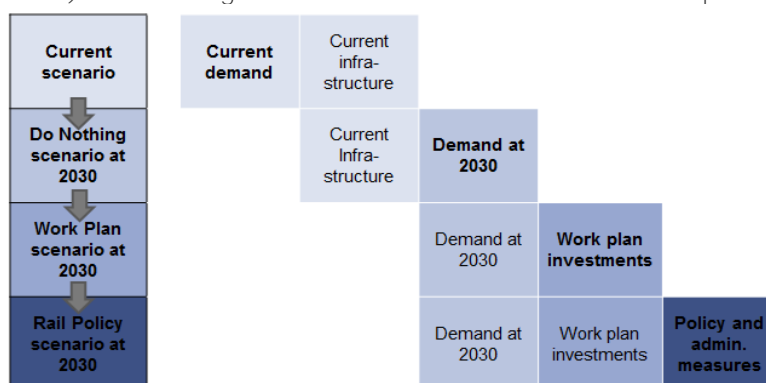 Current
scenario
Current
demand
Current
infra-
structure
Do Nothing
scenario at
2030
Current
Infra-
structure
Demand at
2030
Work Plan
scenario at
2030
Demand at
2030
Work plan
investments
Rail Policy
scenario at
2030
Demand at
2030
Work plan
investments
Policy and
admin.
measures